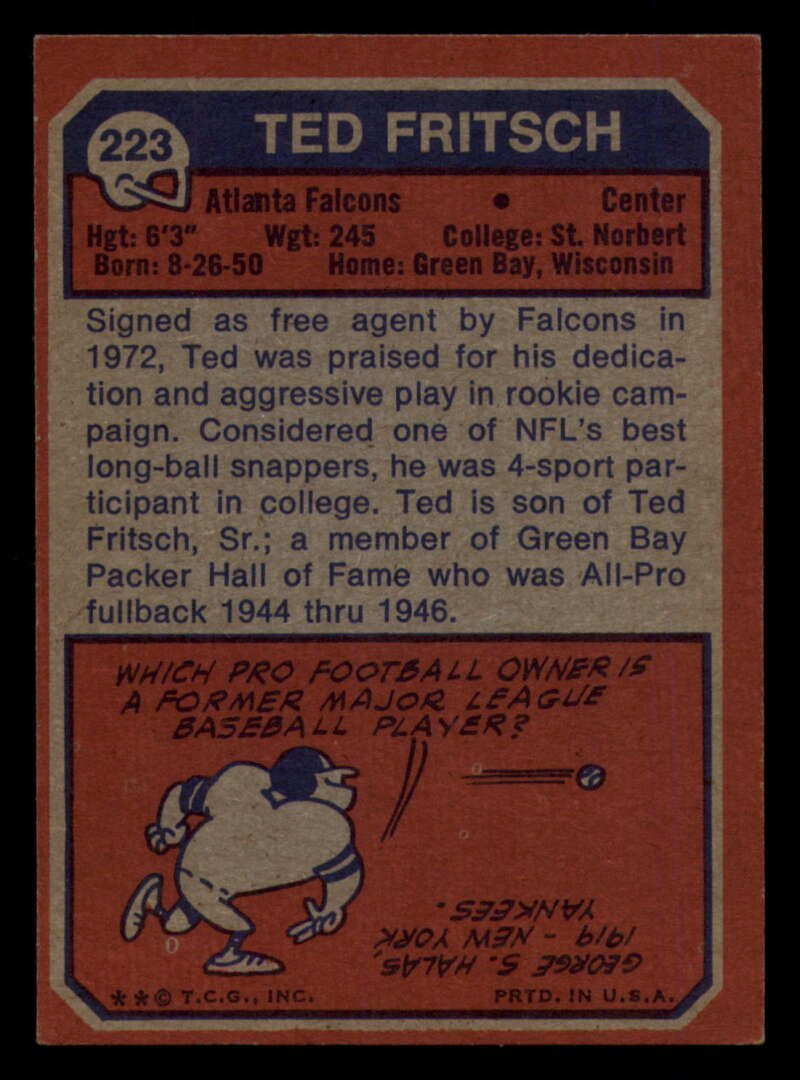 223
TED FRITSCH
Atlanta Falcons • Center
Hgt: 6'3" Wgt: 245 College: St. Norbert
Born: 8-26-50 Home: Green Bay, Wisconsin
Signed as free agent by Falcons in
1972, Ted was praised for his dedica-
tion and aggressive play in rookie cam-
paign. Considered one of NFL's best
long-ball snappers, he was 4-sport par-
ticipant in college. Ted is son of Ted
Fritsch, Sr.; a member of Green Bay
Packer Hall of Fame who was All-Pro
fullback 1944 thru 1946.
WHICH PRO FOOTBALL OWNER IS
A FORMER MAJOR LEAGUE
BASEBALL PLAYER?
GEORGE S. HALAS,
1919 - NEW YORK
YANKEES.
**© T.C.G., INC. PRTD. IN U.S.A.